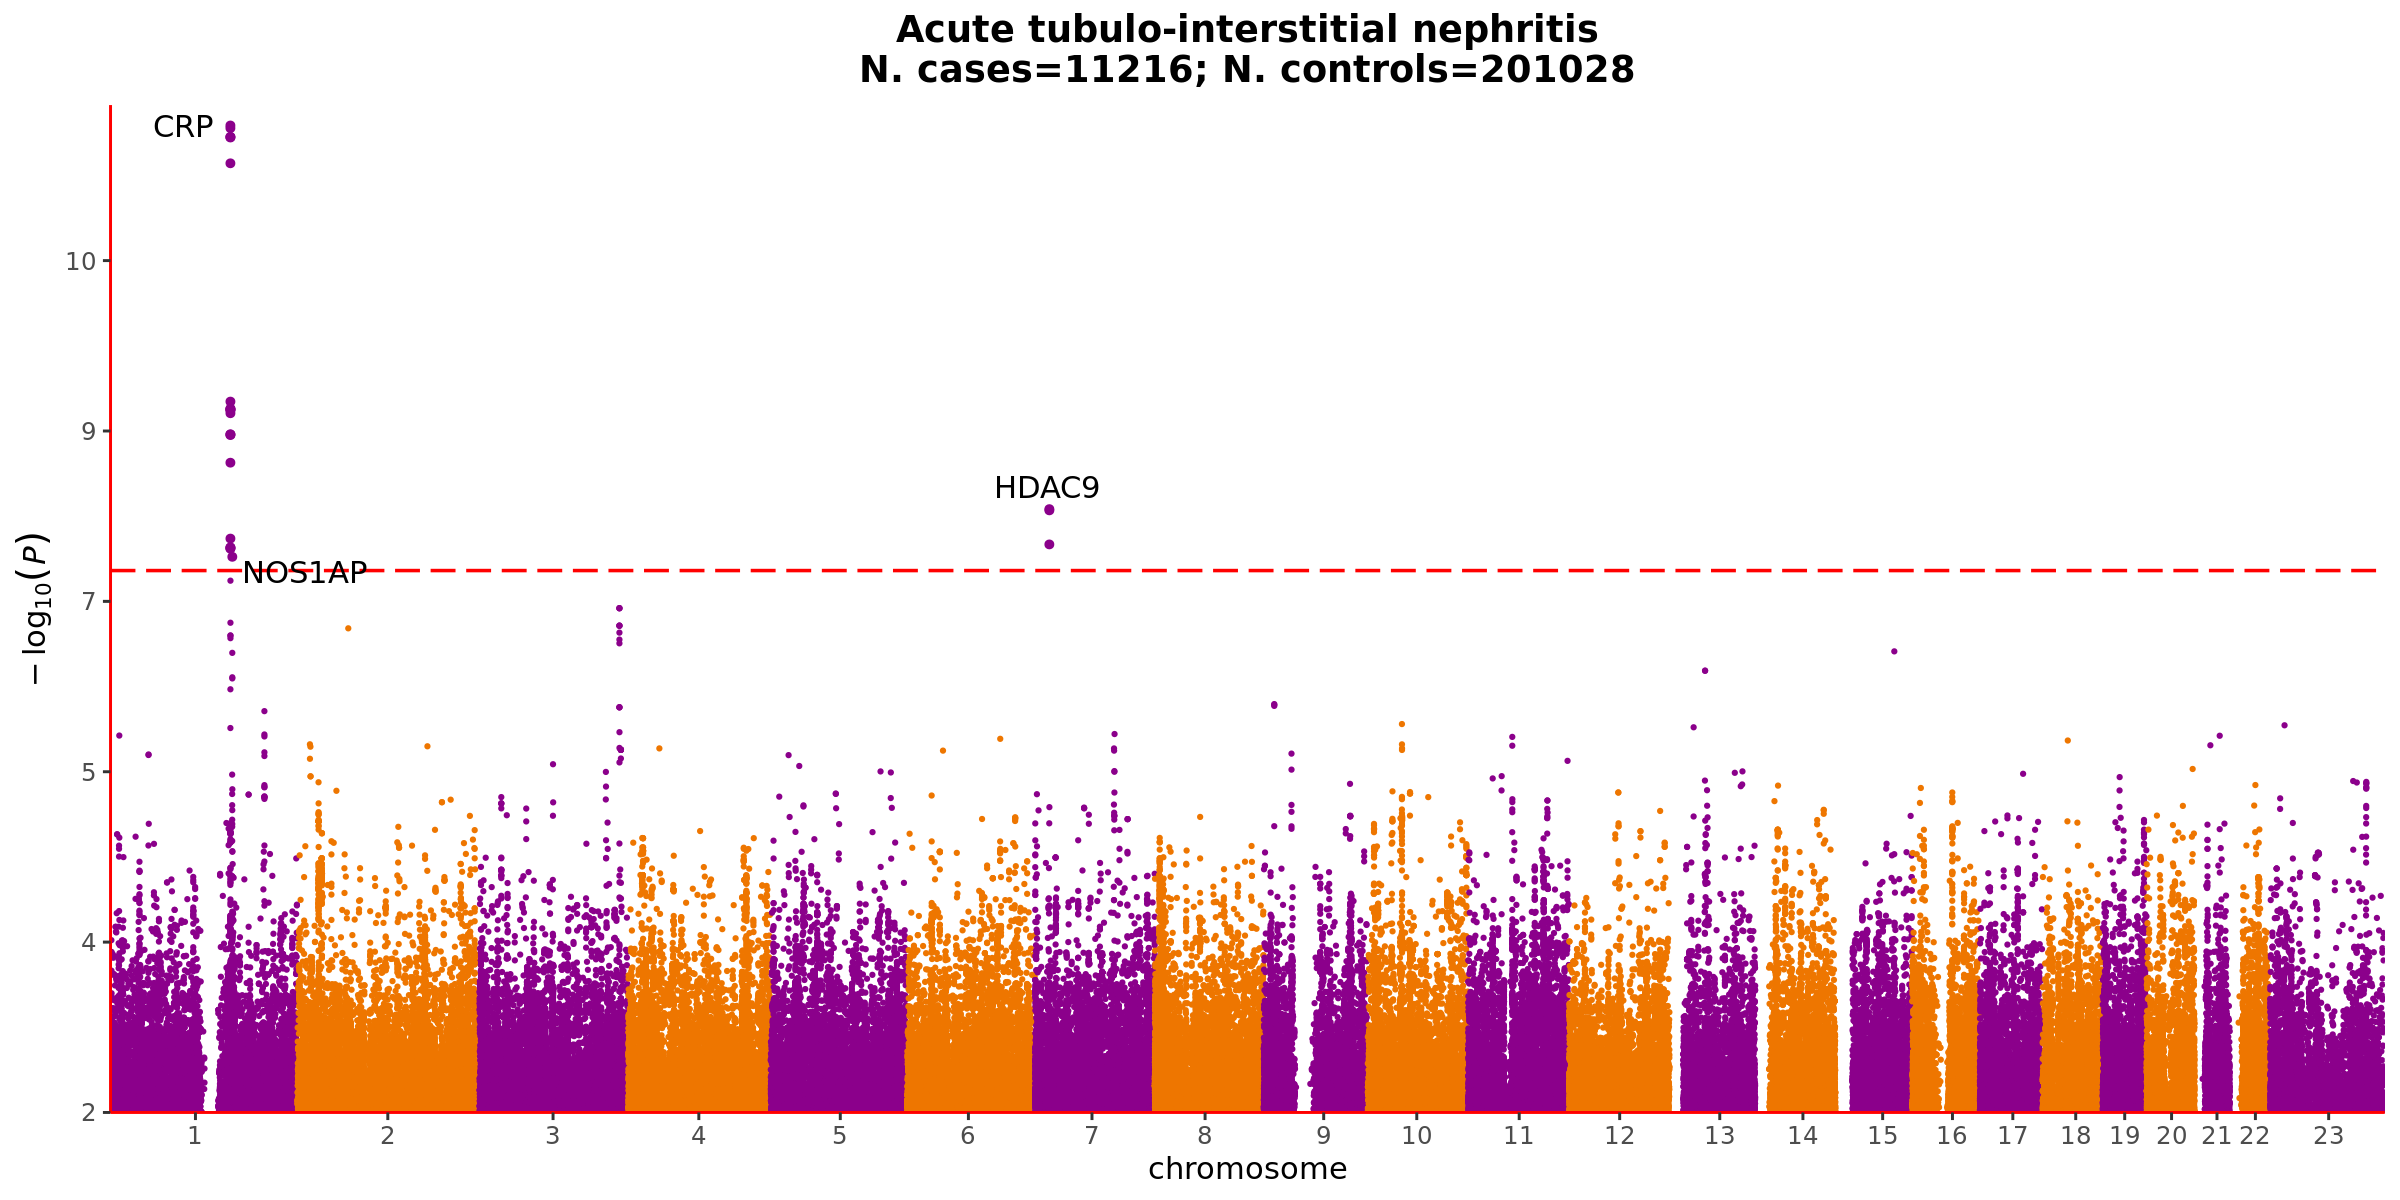 Acute tubulo-interstitial nephritis
N. cases=11216; N. controls=201028
CRP
10
9
HDAC9
NOS1AP
7
5
4
2
−log10(P)
1 2 3 4 5 6 7 8 9 10 11 12 13 14 15 16 17 18 19 20 21 22 23
chromosome